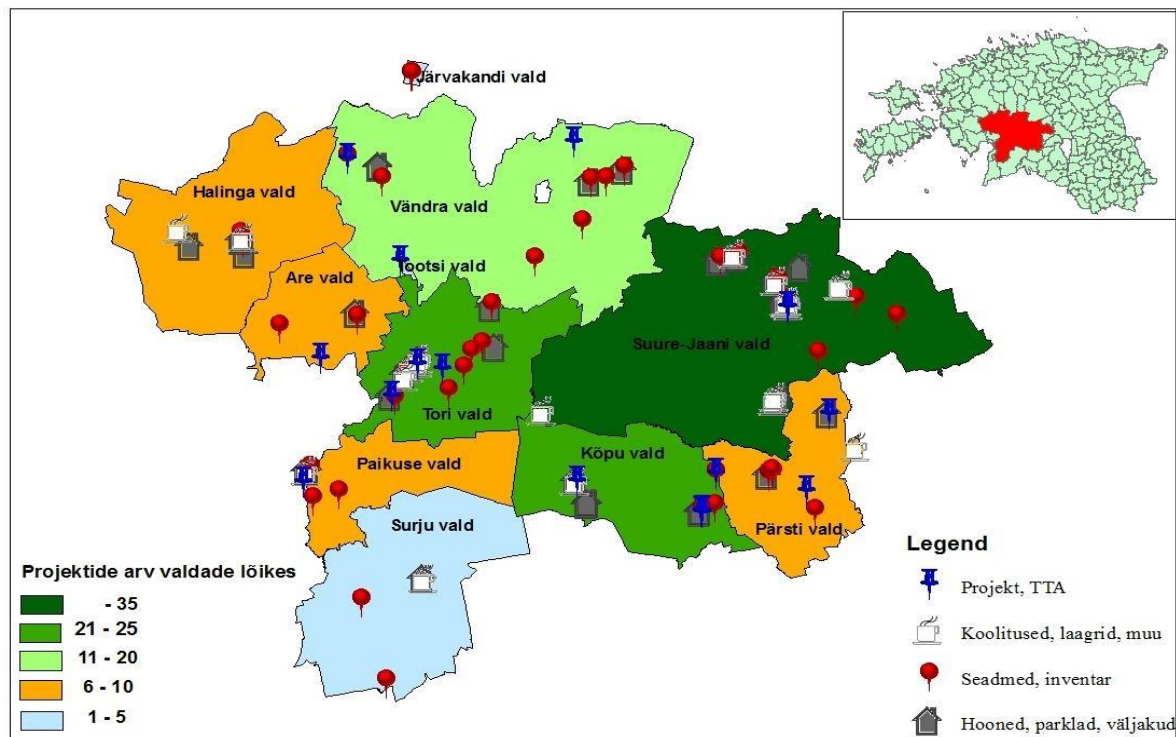 Järvakandi vald
Halinga vald
Vändra vald
Are vald
Tootsi vald
Suure-Jaani vald
Tori vald
Kõpu vald
Paikuse vald
Surju vald
Pärsti vald
Projektide arv valdade lõikes
- 35
21 - 25
11 - 20
6 - 10
1 - 5
Legend
Projekt, TTA
Koolitused, laagrid, muu
Seadmed, inventar
Hooned, parklad, väljakud